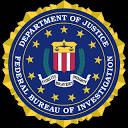 DEPARTMENT OF JUSTICE
FEDERAL BUREAU OF INVESTIGATION